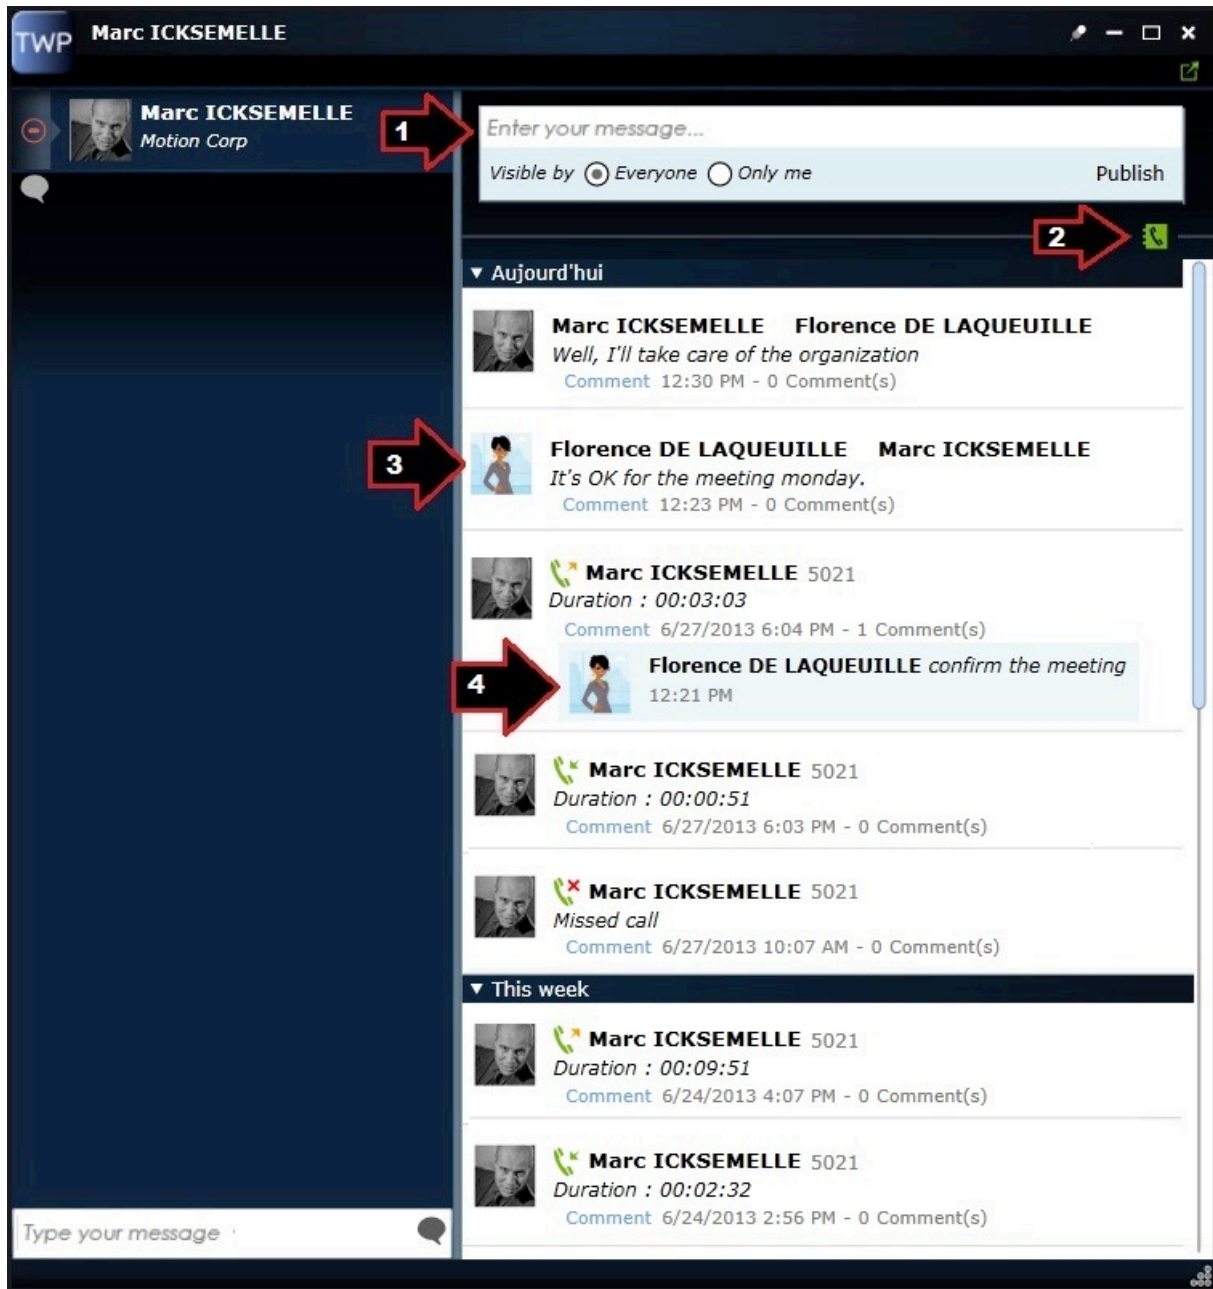 TWP Marc ICKSEMELLE
Marc ICKSEMELLE
Motion Corp
1
Enter your message...
Visible by Everyone Only me Publish
2
▼ Aujourd'hui
Marc ICKSEMELLE Florence DE LAQUEUILLE
Well, I'll take care of the organization
Comment 12:30 PM - 0 Comment(s)
3
Florence DE LAQUEUILLE Marc ICKSEMELLE
It's OK for the meeting monday.
Comment 12:23 PM - 0 Comment(s)
Marc ICKSEMELLE 5021
Duration : 00:03:03
Comment 6/27/2013 6:04 PM - 1 Comment(s)
4
Florence DE LAQUEUILLE confirm the meeting
12:21 PM
Marc ICKSEMELLE 5021
Duration : 00:00:51
Comment 6/27/2013 6:03 PM - 0 Comment(s)
Marc ICKSEMELLE 5021
Missed call
Comment 6/27/2013 10:07 AM - 0 Comment(s)
▼ This week
Marc ICKSEMELLE 5021
Duration : 00:09:51
Comment 6/24/2013 4:07 PM - 0 Comment(s)
Marc ICKSEMELLE 5021
Duration : 00:02:32
Comment 6/24/2013 2:56 PM - 0 Comment(s)
Type your message